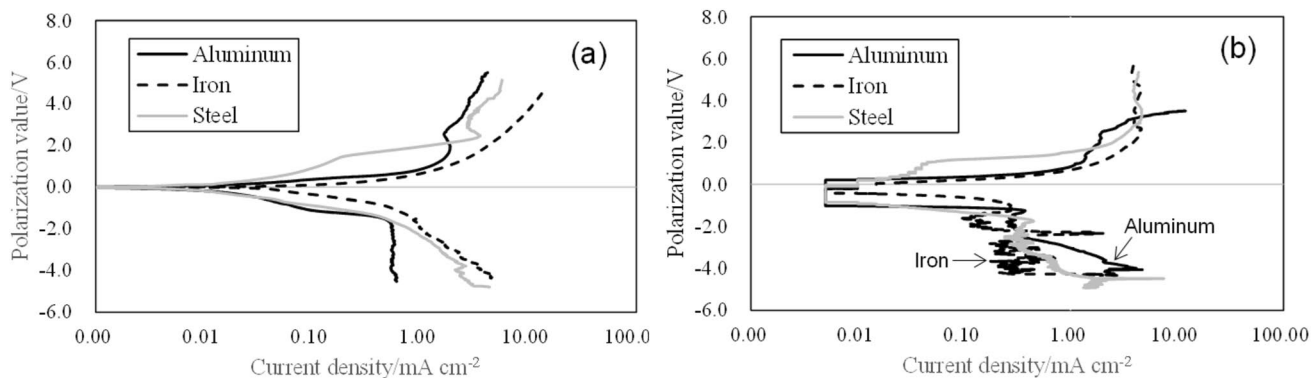 8.0
6.0
4.0
2.0
0.0
-2.0
-4.0
-6.0
Polarization value/V
Aluminum
Iron
Steel
(a)
0.00 0.01 0.10 1.00 10.00 100.0
Current density/mA cm-2
8.0
6.0
4.0
2.0
0.0
-2.0
-4.0
-6.0
Polarization value/V
Aluminum
Iron
Steel
(b)
Aluminum
Iron
0.00 0.01 0.10 1.00 10.00 100.00
Current density/mA cm-2